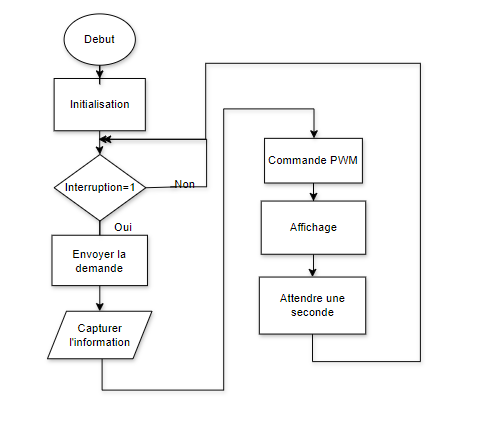 Debut
Initialisation
Interruption=1
Non
Oui
Envoyer la
demande
Capturer
l'information
Commande PWM
Affichage
Attendre une
seconde